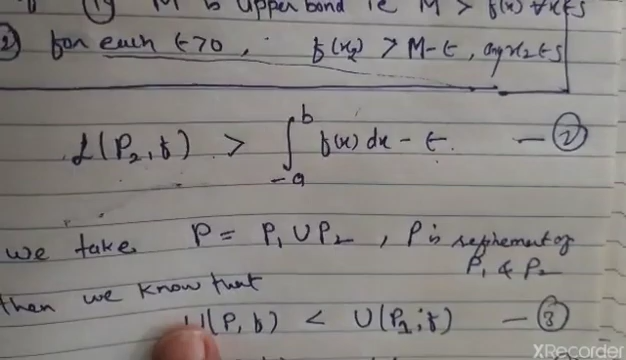 (1) M is upper bond ie M > f(x) ∀ x ∈ S
2) for each ϵ>0, f(x₂) > M-ϵ, any x₂ ∈ S
L(P₂, f) > ∫_{-a}^{b} f(x) dx - ϵ. — ②
we take P = P₁ ∪ P₂, P is refinement of
P₁ & P₂
then we know that
U(P, f) < U(P₁; f) — ③
XRecorder